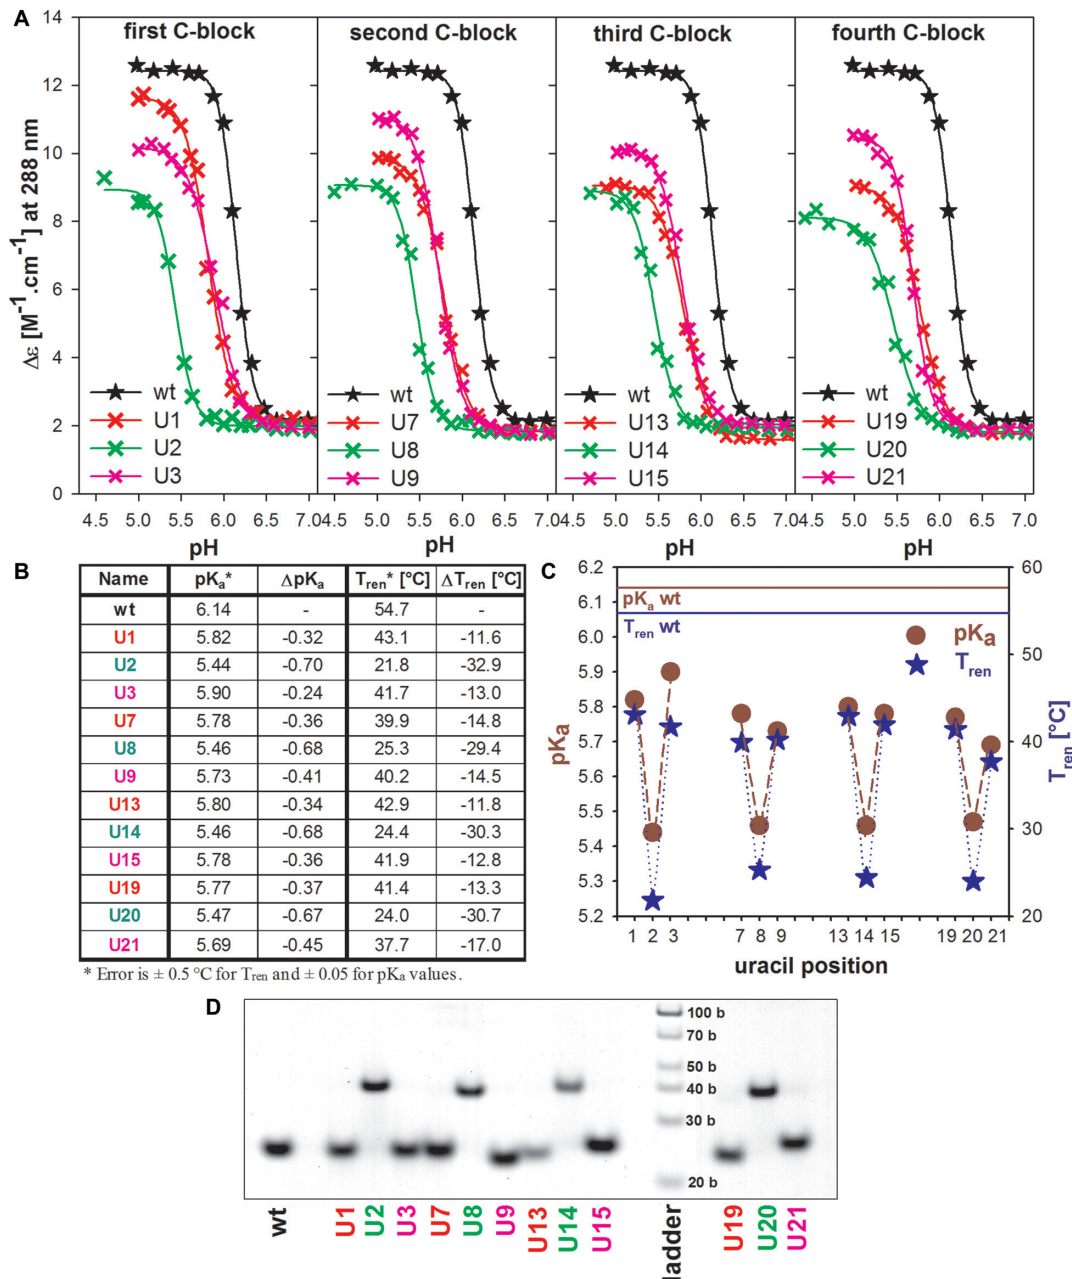 A
first C-block second C-block third C-block fourth C-block
14
12
10
8
6
4
2
0
Δε [M⁻¹.cm⁻¹] at 288 nm
wt
U1
U2
U3
wt
U7
U8
U9
wt
U13
U14
U15
wt
U19
U20
U21
4.5 5.0 5.5 6.0 6.5 7.04.5 5.0 5.5 6.0 6.5 7.04.5 5.0 5.5 6.0 6.5 7.04.5 5.0 5.5 6.0 6.5 7.0
pH pH pH pH
B
Name pKa* ΔpKa Tren* [°C] ΔTren [°C]
wt 6.14 - 54.7 -
U1 5.82 -0.32 43.1 -11.6
U2 5.44 -0.70 21.8 -32.9
U3 5.90 -0.24 41.7 -13.0
U7 5.78 -0.36 39.9 -14.8
U8 5.46 -0.68 25.3 -29.4
U9 5.73 -0.41 40.2 -14.5
U13 5.80 -0.34 42.9 -11.8
U14 5.46 -0.68 24.4 -30.3
U15 5.78 -0.36 41.9 -12.8
U19 5.77 -0.37 41.4 -13.3
U20 5.47 -0.67 24.0 -30.7
U21 5.69 -0.45 37.7 -17.0
* Error is ± 0.5 °C for Tren and ± 0.05 for pKa values.
C
6.2
6.1
6.0
5.9
5.8
5.7
5.6
5.5
5.4
5.3
5.2
pKa
pKa wt
Tren wt
pKa
Tren
60
50
40
30
20
Tren [°C]
1 2 3 7 8 9 13 14 15 19 20 21
uracil position
D
100 b
70 b
50 b
40 b
30 b
20 b
wt U1 U2 U3 U7 U8 U9 U13 U14 U15 ladder U19 U20 U21